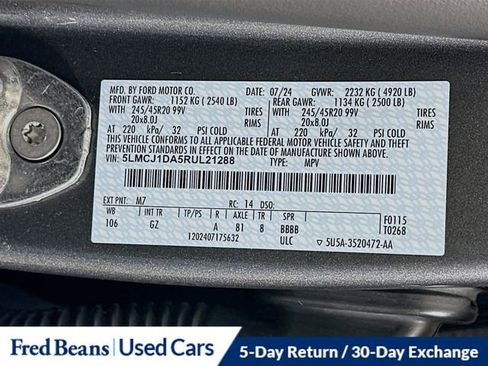 MFD. BY FORD MOTOR CO. 07/24 GVWR: 2232 KG ( 4920 LB)
FRONT GAWR: 1152 KG ( 2540 LB) REAR GAWR: 1134 KG ( 2500 LB)
245/45R20 99V TIRES 245/45R20 99V TIRES
20x8.0J RIMS 20x8.0J RIMS
AT 220 kPa/ 32 PSI COLD AT 220 kPa/ 32 PSI COLD
THIS VEHICLE CONFORMS TO ALL APPLICABLE FEDERAL MOTOR VEHICLE SAFETY, BUMPER, AND
THEFT PREVENTION STANDARDS IN EFFECT ON THE DATE OF MANUFACTURE SHOWN ABOVE.
VIN: 5LMCJ1DA5RUL21288 TYPE: MPV
EXT PNT: M7 RC: 14 DSO: F0115
WB INT TR TP/PS R AXLE TR SPR T0268
106 GZ A 81 8 BBBB
1202407175632 ULC 5U5A-3520472-AA
Fred Beans Used Cars 5-Day Return / 30-Day Exchange